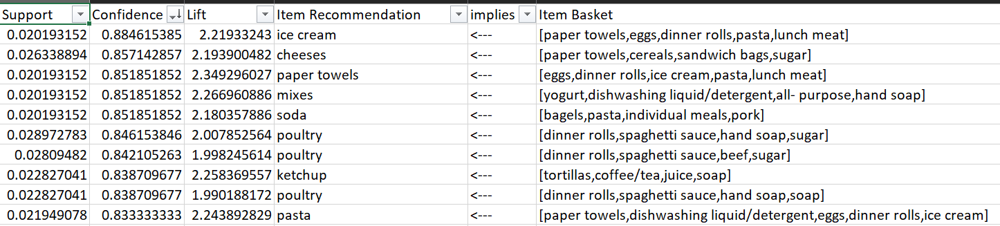 Support Confidence Lift Item Recommendation implies Item Basket
0.020193152 0.884615385 2.21933243 ice cream <--- [paper towels,eggs,dinner rolls,pasta,lunch meat]
0.026338894 0.857142857 2.193900482 cheeses <--- [paper towels,cereals,sandwich bags,sugar]
0.020193152 0.851851852 2.349296027 paper towels <--- [eggs,dinner rolls,ice cream,pasta,lunch meat]
0.020193152 0.851851852 2.266960886 mixes <--- [yogurt,dishwashing liquid/detergent,all- purpose,hand soap]
0.020193152 0.851851852 2.180357886 soda <--- [bagels,pasta,individual meals,pork]
0.028972783 0.846153846 2.007852564 poultry <--- [dinner rolls,spaghetti sauce,hand soap,sugar]
0.02809482 0.842105263 1.998245614 poultry <--- [dinner rolls,spaghetti sauce,beef,sugar]
0.022827041 0.838709677 2.258369557 ketchup <--- [tortillas,coffee/tea,juice,soap]
0.022827041 0.838709677 1.990188172 poultry <--- [dinner rolls,spaghetti sauce,hand soap,soap]
0.021949078 0.833333333 2.243892829 pasta <--- [paper towels,dishwashing liquid/detergent,eggs,dinner rolls,ice cream]